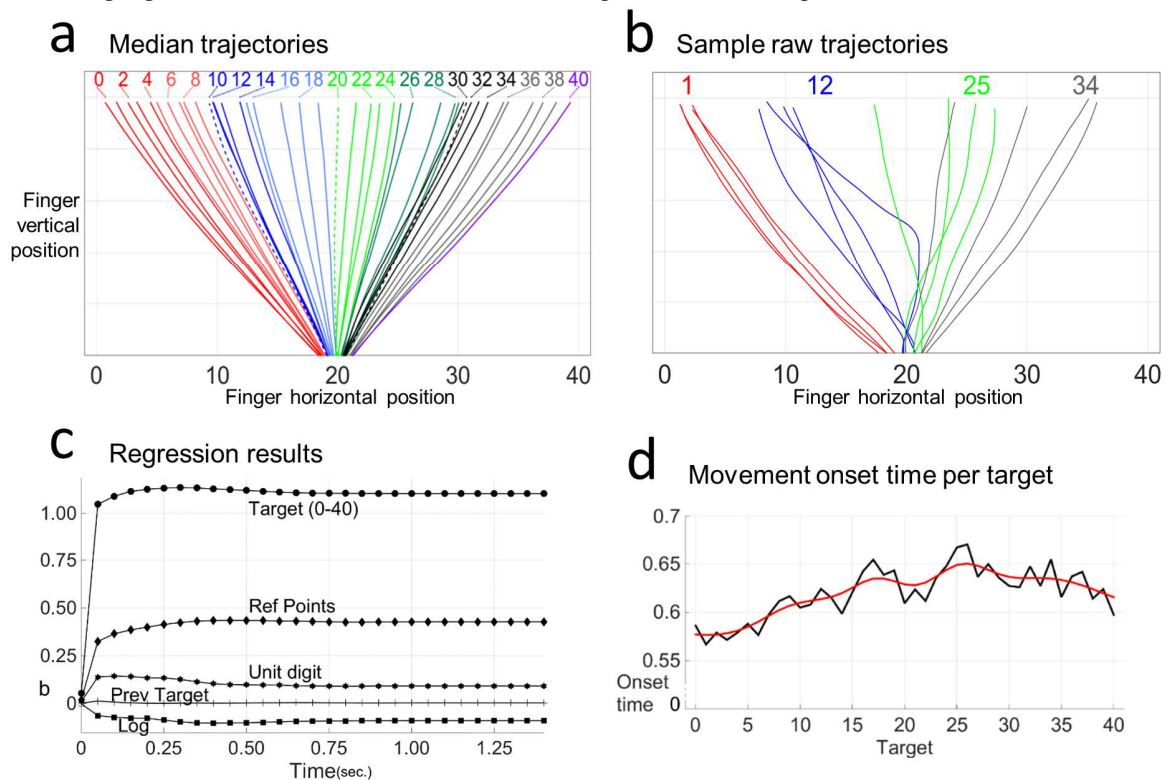 a Median trajectories
0 2 4 6 8 10 12 14 16 18 20 22 24 26 28 30 32 34 36 38 40
Finger
vertical
position
0 10 20 30 40
Finger horizontal position
b Sample raw trajectories
1 12 25 34
0 10 20 30 40
Finger horizontal position
c Regression results
1.00
0.75
0.50
0.25
b 0
Target (0-40)
Ref Points
Unit digit
Prev Target
Log
0 0.25 0.50 0.75 1.00 1.25
Time(sec.)
d Movement onset time per target
0.7
0.65
0.6
0.55
Onset
time 0
0 5 10 15 20 25 30 35 40
Target